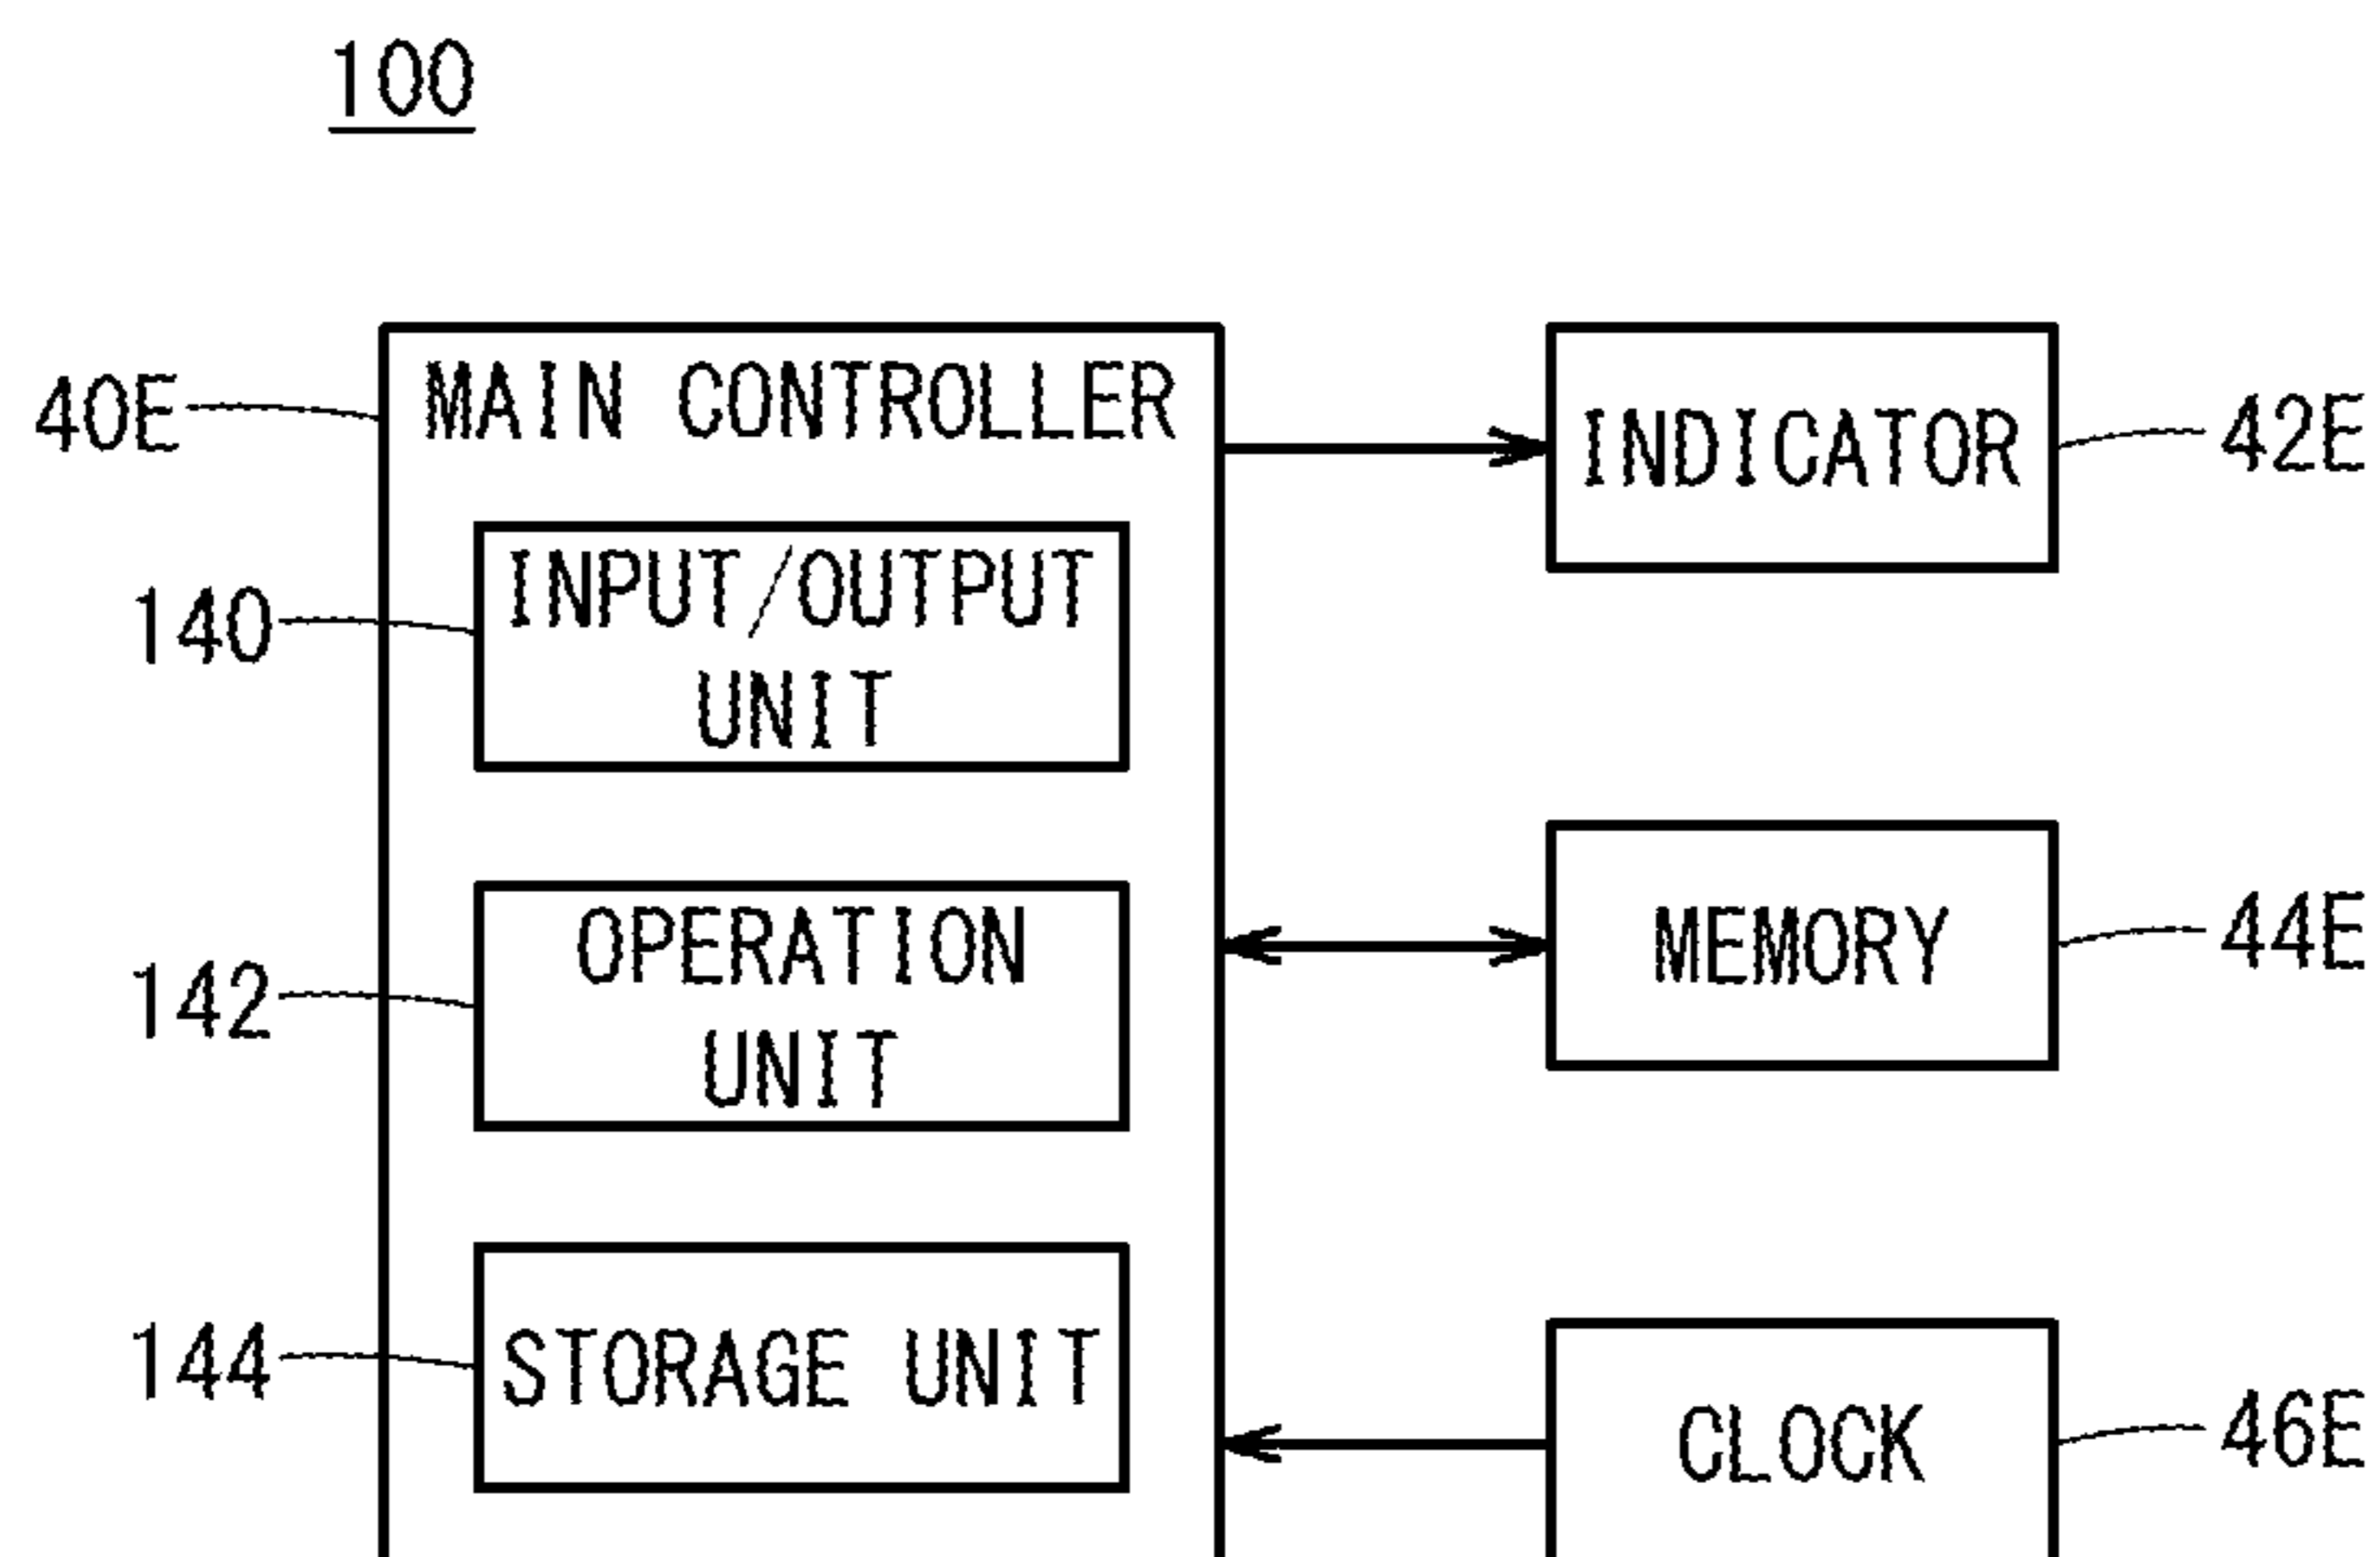 100
40E
MAIN CONTROLLER
INDICATOR
42E
140
INPUT/OUTPUT
UNIT
142
OPERATION
UNIT
MEMORY
44E
144
STORAGE UNIT
CLOCK
46E